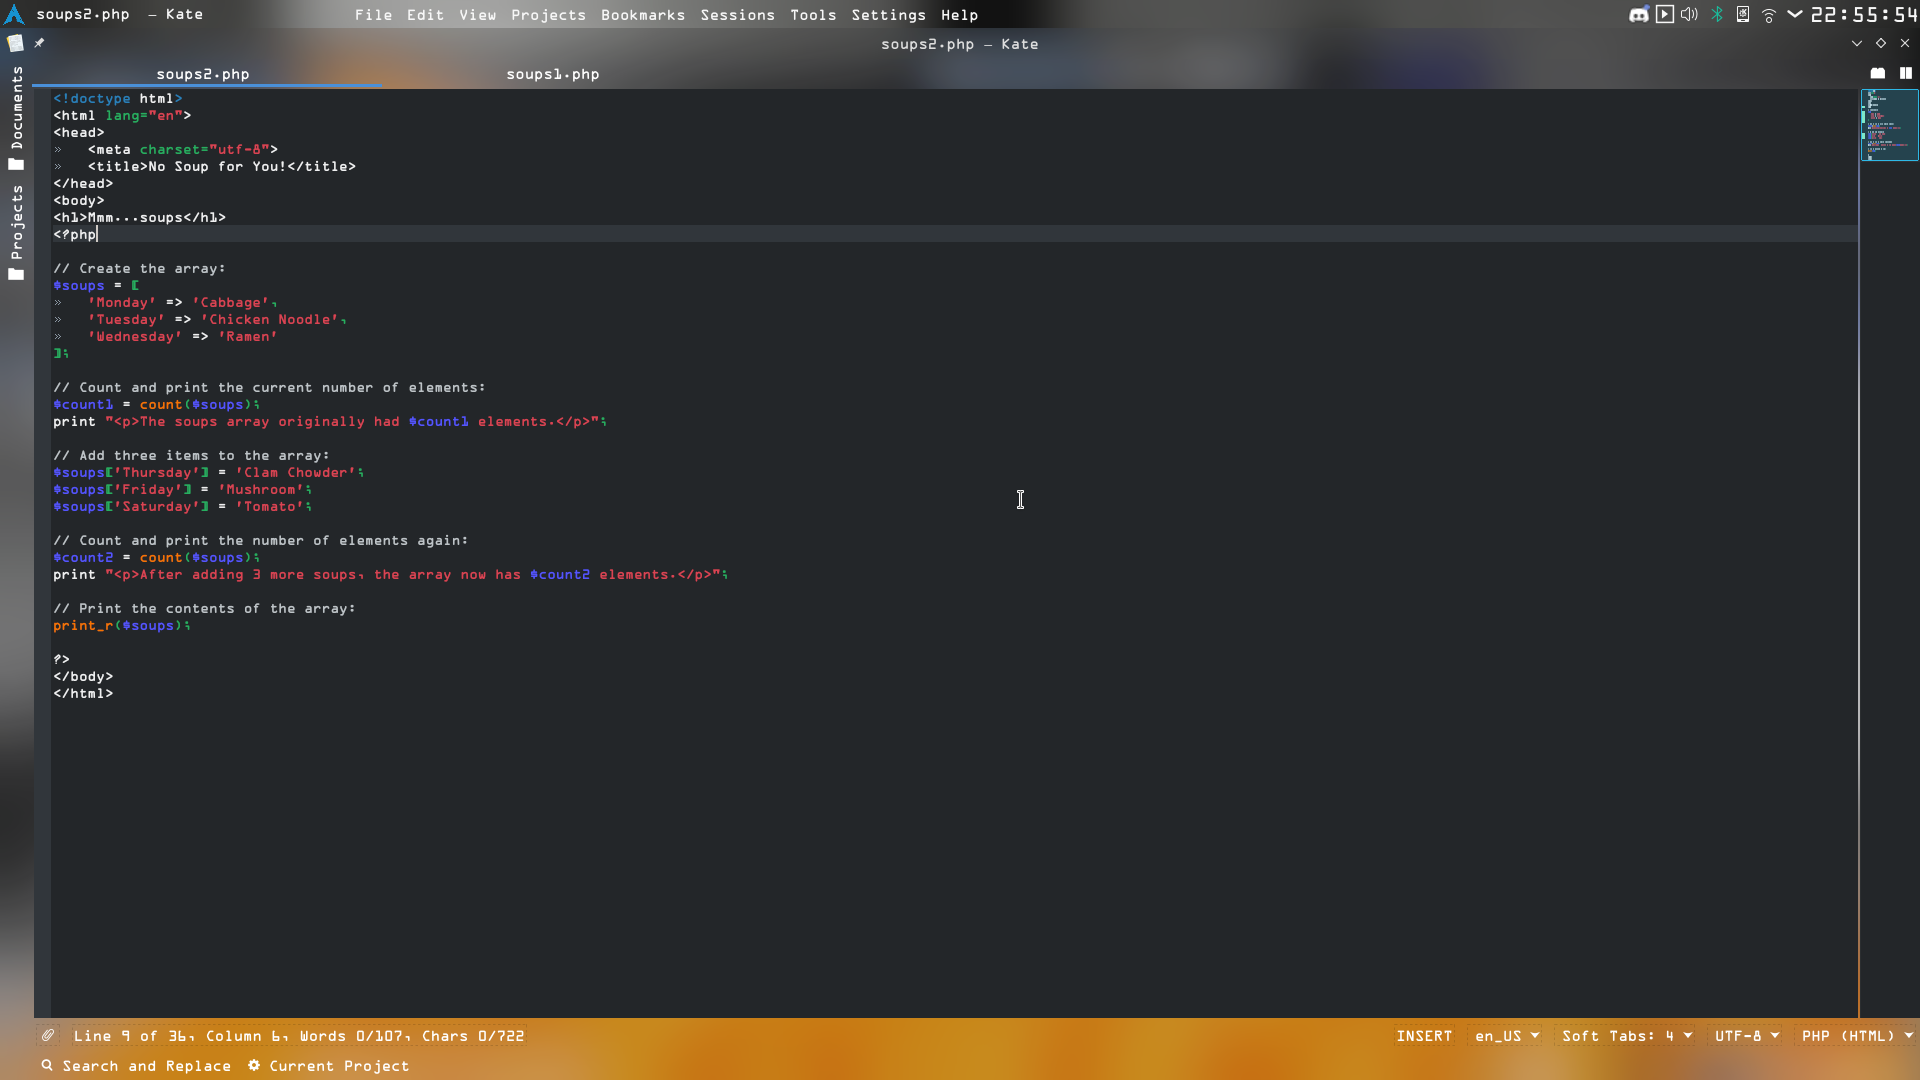 soups2.php — Kate
File Edit View Projects Bookmarks Sessions Tools Settings Help
22:55:54
soups2.php — Kate
soups2.php
soups1.php
Documents
Projects
<!doctype html>
<html lang="en">
<head>
» <meta charset="utf-8">
» <title>No Soup for You!</title>
</head>
<body>
<h1>Mmm...soups</h1>
<?php
// Create the array:
$soups = [
» 'Monday' => 'Cabbage',
» 'Tuesday' => 'Chicken Noodle',
» 'Wednesday' => 'Ramen'
];
// Count and print the current number of elements:
$count1 = count($soups);
print "<p>The soups array originally had $count1 elements.</p>";
// Add three items to the array:
$soups['Thursday'] = 'Clam Chowder';
$soups['Friday'] = 'Mushroom';
$soups['Saturday'] = 'Tomato';
// Count and print the number of elements again:
$count2 = count($soups);
print "<p>After adding 3 more soups, the array now has $count2 elements.</p>";
// Print the contents of the array:
print_r($soups);
?>
</body>
</html>
Line 9 of 36, Column 6, Words 0/107, Chars 0/722
INSERT en_US Soft Tabs: 4 UTF-8 PHP (HTML)
Search and Replace Current Project